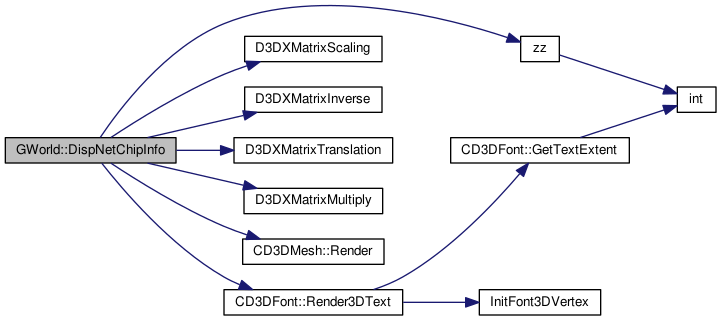 GWorld::DispNetChipInfo
zz
D3DXMatrixScaling
D3DXMatrixInverse
D3DXMatrixTranslation
D3DXMatrixMultiply
CD3DMesh::Render
CD3DFont::Render3DText
int
CD3DFont::GetTextExtent
InitFont3DVertex